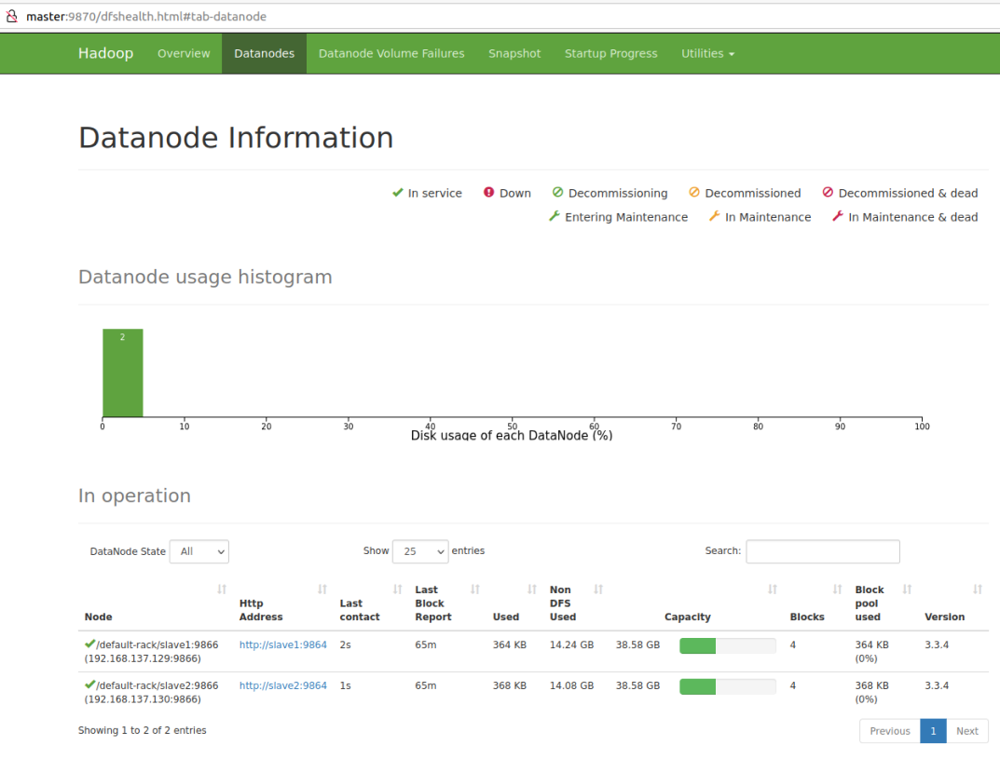 master:9870/dfshealth.html#tab-datanode
Hadoop Overview Datanodes Datanode Volume Failures Snapshot Startup Progress Utilities
Datanode Information
In service Down Decommissioning Decommissioned Decommissioned & dead
Entering Maintenance In Maintenance In Maintenance & dead
Datanode usage histogram
2
0 10 20 30 40 50 60 70 80 90 100
Disk usage of each DataNode (%)
In operation
DataNode State All Show 25 entries Search:
Node Http Address Last contact Last Block Report Used Non DFS Used Capacity Blocks Block pool used Version
/default-rack/slave1:9866 http://slave1:9864 2s 65m 364 KB 14.24 GB 38.58 GB 4 364 KB 3.3.4
(192.168.137.129:9866) (0%)
/default-rack/slave2:9866 http://slave2:9864 1s 65m 368 KB 14.08 GB 38.58 GB 4 368 KB 3.3.4
(192.168.137.130:9866) (0%)
Showing 1 to 2 of 2 entries Previous 1 Next